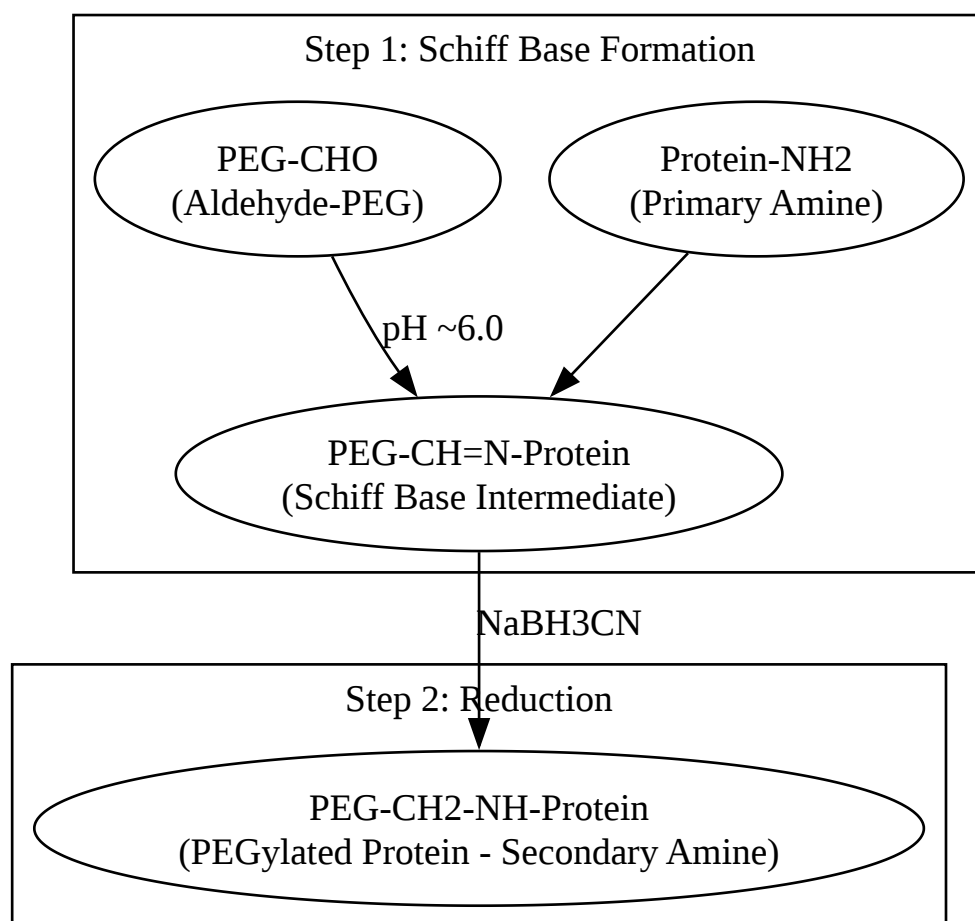 Step 1: Schiff Base Formation
PEG-CHO
(Aldehyde-PEG)
Protein-NH2
(Primary Amine)
pH ~6.0
PEG-CH=N-Protein
(Schiff Base Intermediate)
NaBH3CN
Step 2: Reduction
PEG-CH2-NH-Protein
(PEGylated Protein - Secondary Amine)